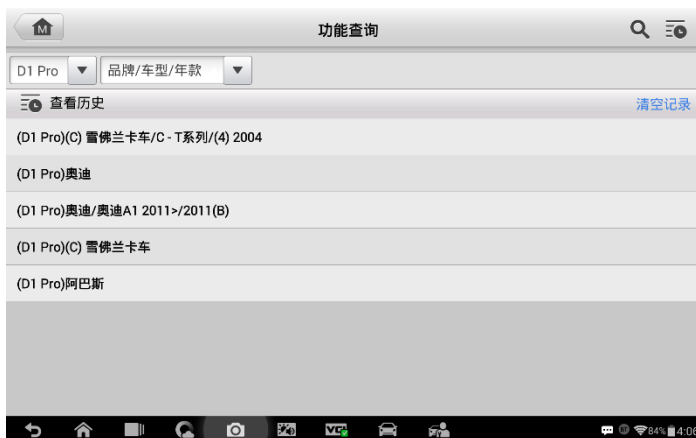 M
功能查询
D1 Pro 品牌/车型/年款
查看历史 清空记录
(D1 Pro)(C) 雪佛兰卡车/C - T系列/(4) 2004
(D1 Pro)奥迪
(D1 Pro)奥迪/奥迪A1 2011>/2011(B)
(D1 Pro)(C) 雪佛兰卡车
(D1 Pro)阿巴斯
84% 4:06